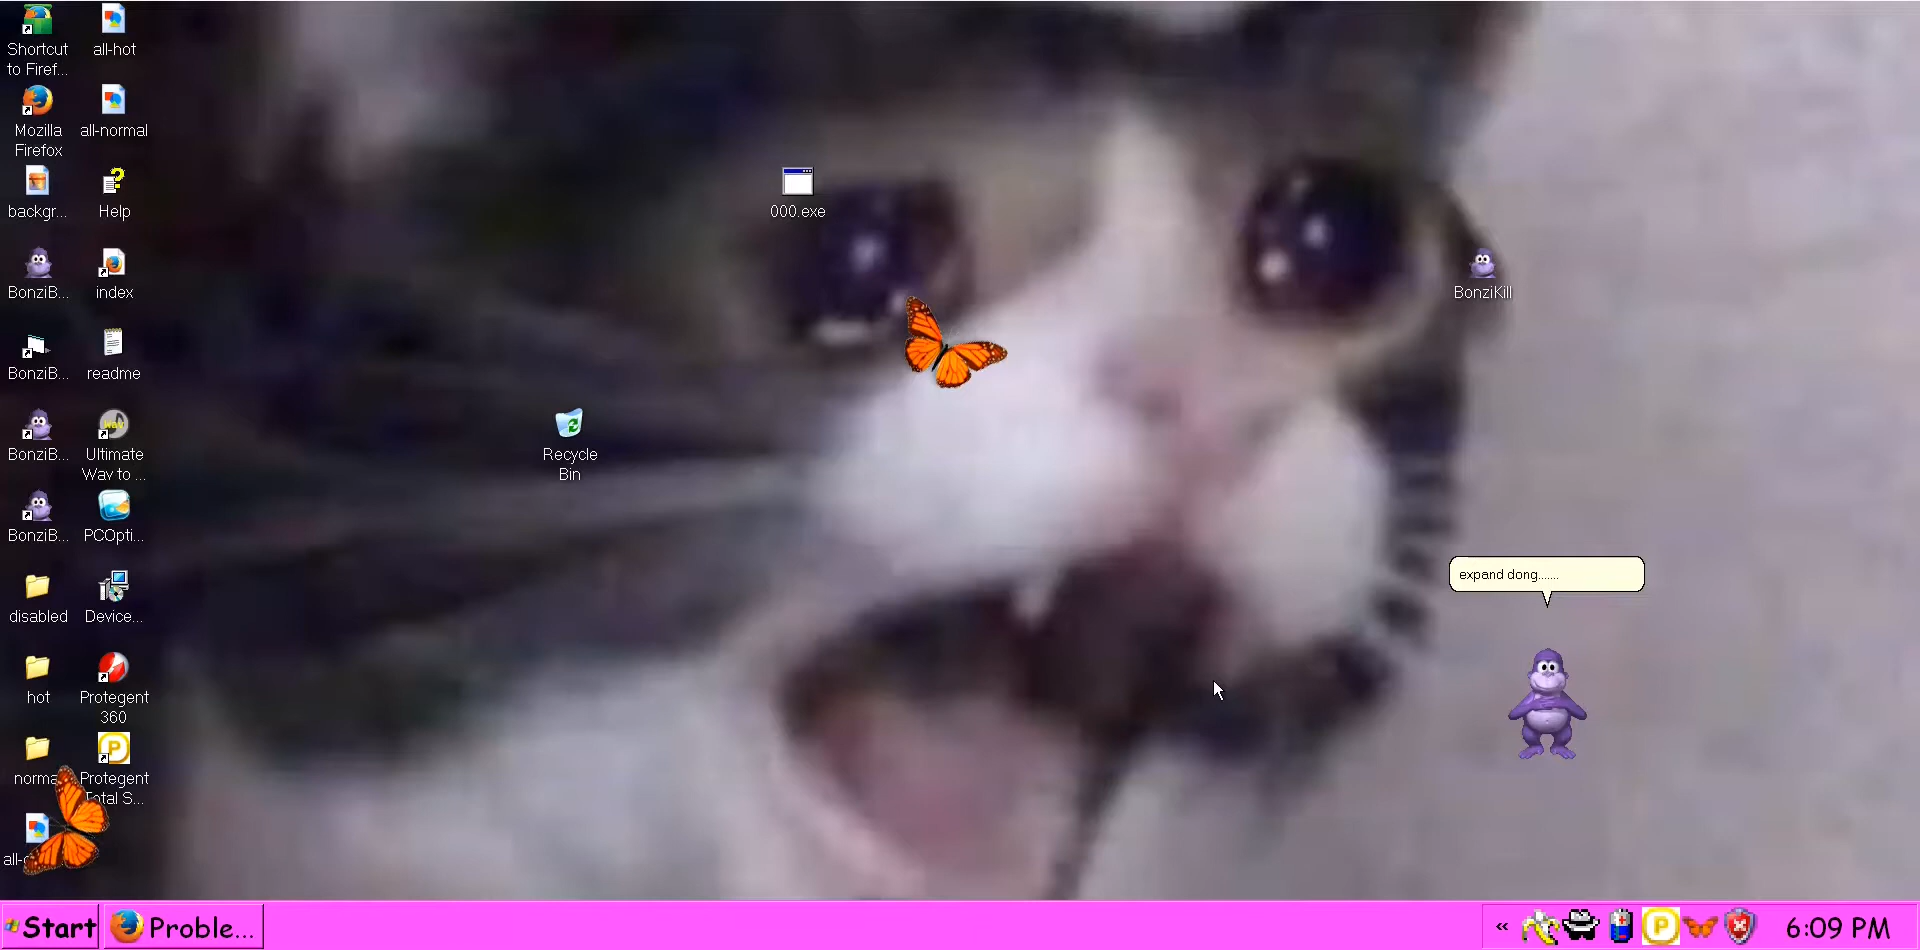 Shortcut
to Firef...
all-hot
Mozilla
Firefox
all-normal
backgr...
Help
000.exe
BonziB...
index
BonziKill
BonziB...
readme
BonziB...
Ultimate
Wav to ...
Recycle
Bin
BonziB...
PCOpti...
expand dong......
disabled
Device...
hot
Protegent
360
Protegent
Total S...
Start
Proble...
«
P
6:09 PM